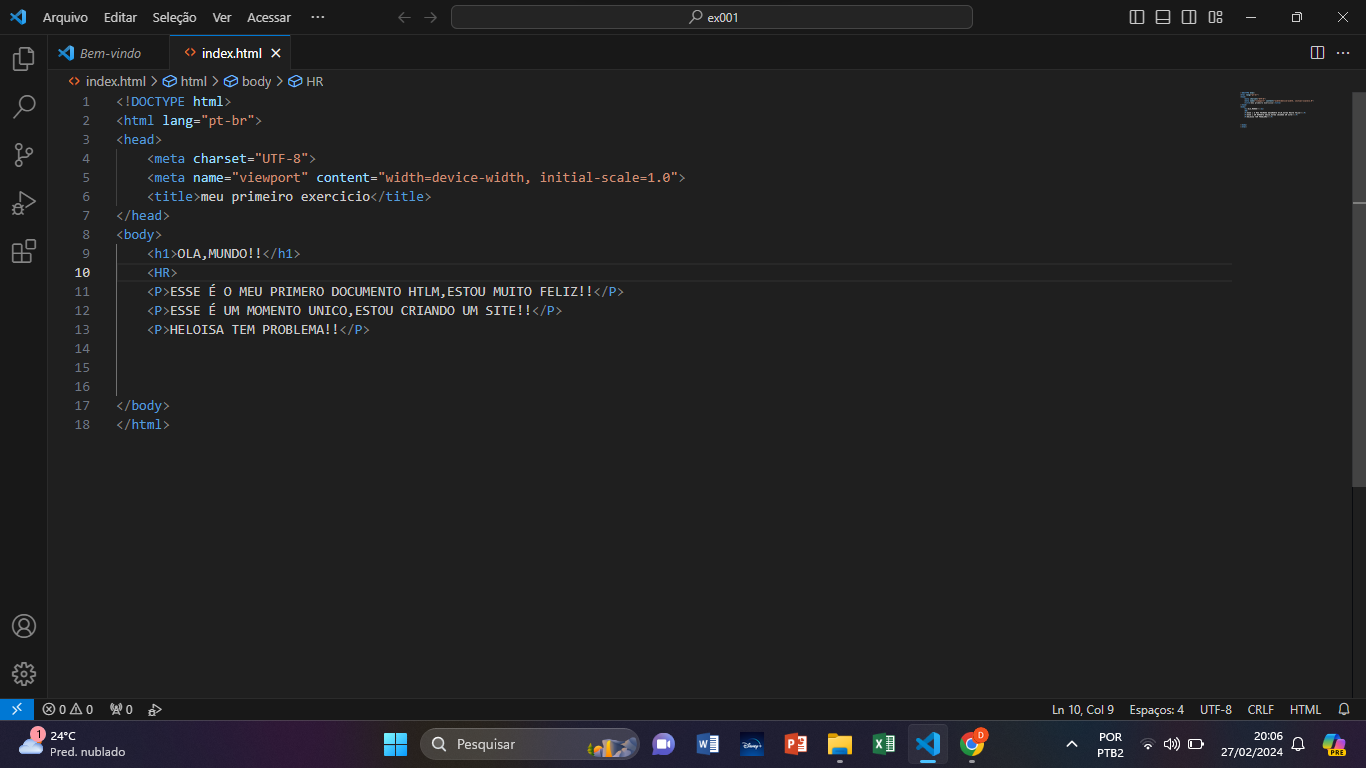 Arquivo Editar Seleção Ver Acessar ··· ex001
Bem-vindo index.html
index.html > html > body > HR
1 <!DOCTYPE html>
2 <html lang="pt-br">
3 <head>
4 <meta charset="UTF-8">
5 <meta name="viewport" content="width=device-width, initial-scale=1.0">
6 <title>meu primeiro exercicio</title>
7 </head>
8 <body>
9 <h1>OLA,MUNDO!!</h1>
10 <HR>
11 <P>ESSE É O MEU PRIMERO DOCUMENTO HTLM,ESTOU MUITO FELIZ!!</P>
12 <P>ESSE É UM MOMENTO UNICO,ESTOU CRIANDO UM SITE!!</P>
13 <P>HELOISA TEM PROBLEMA!!</P>
14
15
16
17 </body>
18 </html>
0 0 0 Ln 10, Col 9 Espaços: 4 UTF-8 CRLF HTML
1 24°C
Pred. nublado
Pesquisar
Disney+
D
POR
PTB2
20:06
27/02/2024
PRE